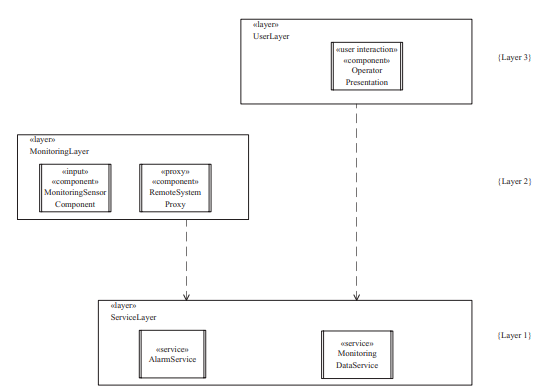 «layer»
UserLayer
«user interaction»
«component»
Operator
Presentation
{Layer 3}
«layer»
MonitoringLayer
«input»
«component»
MonitoringSensor
Component
«proxy»
«component»
RemoteSystem
Proxy
{Layer 2}
«layer»
ServiceLayer
«service»
AlarmService
«service»
Monitoring
DataService
{Layer 1}